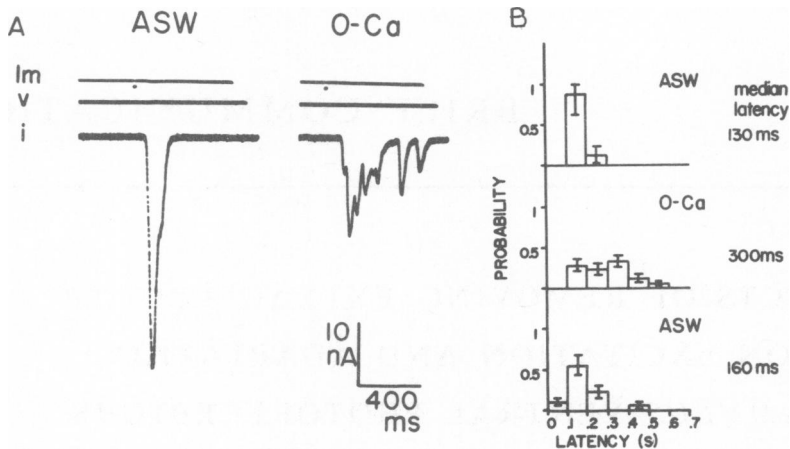 A
ASW
O-Ca
lm
v
i
10
nA
400
ms
B
PROBABILITY
1
0.5
ASW
median
latency
130 ms
1
0.5
O-Ca
300ms
1
0.5
ASW
160 ms
0 .1 .2 .3 .4 .5 .6 .7
LATENCY (s)